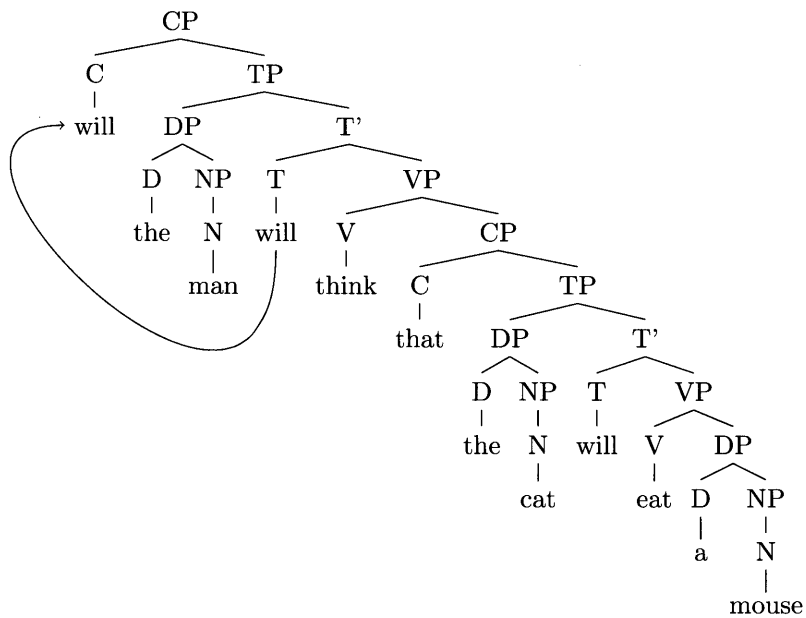 CP
C TP
will DP T'
D NP T VP
the N will V CP
man think C TP
that DP T'
D NP T VP
the N will V DP
cat eat D NP
a N
mouse